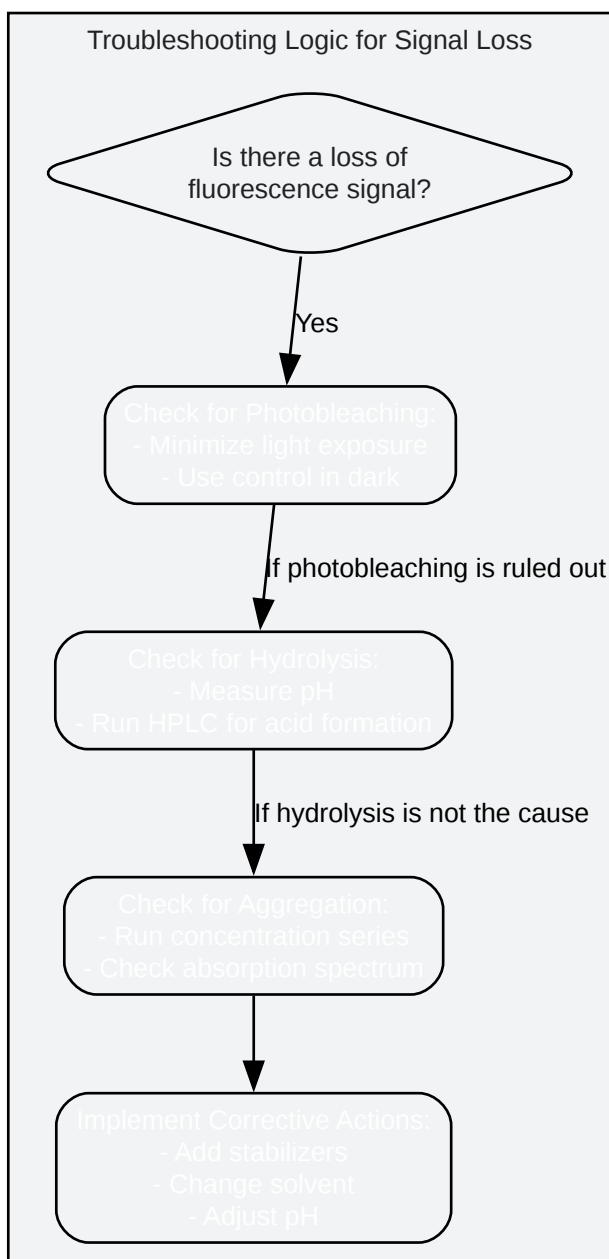 Troubleshooting Logic for Signal Loss
Is there a loss of
fluorescence signal?
Yes
Check for Photobleaching:
- Minimize light exposure
- Use control in dark
If photobleaching is ruled out
Check for Hydrolysis:
- Measure pH
- Run HPLC for acid formation
If hydrolysis is not the cause
Check for Aggregation:
- Run concentration series
- Check absorption spectrum
Implement Corrective Actions:
- Add stabilizers
- Change solvent
- Adjust pH